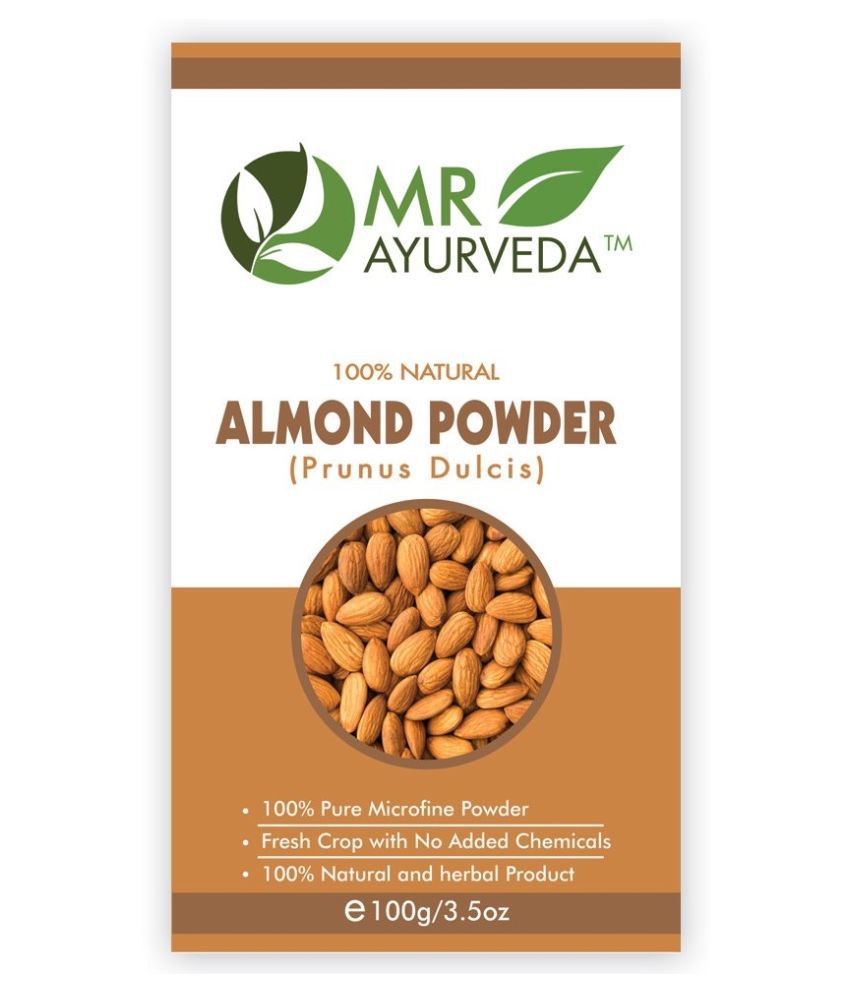 MR
AYURVEDA™
100% NATURAL
ALMOND POWDER
(Prunus Dulcis)
• 100% Pure Microfine Powder
• Fresh Crop with No Added Chemicals
• 100% Natural and herbal Product
℮100g/3.5oz